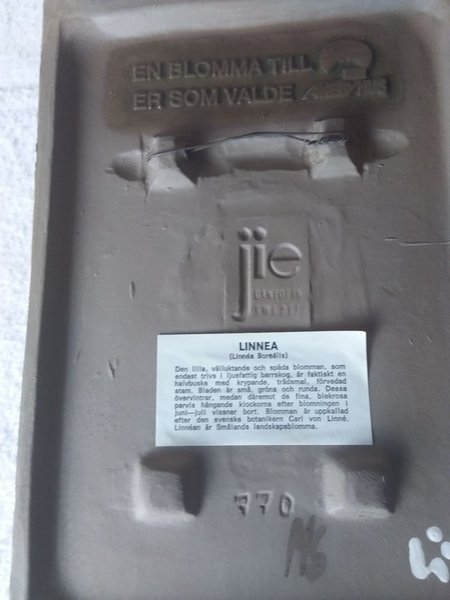 EN BLOMMA TILL
ER SOM VALDE
jie
GANTOFTA
SWEDEN
LINNEA
(Linnéa Boreális)
Den lilla, välluktande och späda blomman, som
endast trivs i ljusfattig barrskog, är faktiskt en
halvbuske med krypande, trådsmal, förvedad
stam. Bladen är små, gröna och runda. Dessa
övervintrar, medan däremot de fina, blekrosa
parvis hängande klockorna efter blomningen i
juni—juli vissnar bort. Blomman är uppkallad
efter den svenske botanikern Carl von Linné.
Linnéan är Smålands landskapsblomma.
770